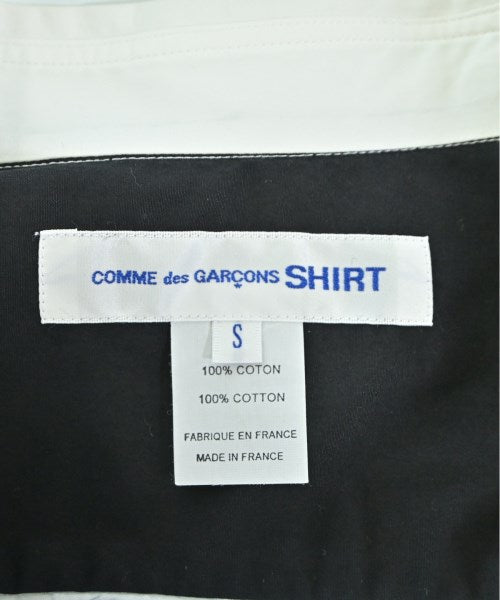 COMME des GARÇONS SHIRT
S
100% COTON
100% COTTON
FABRIQUE EN FRANCE
MADE IN FRANCE